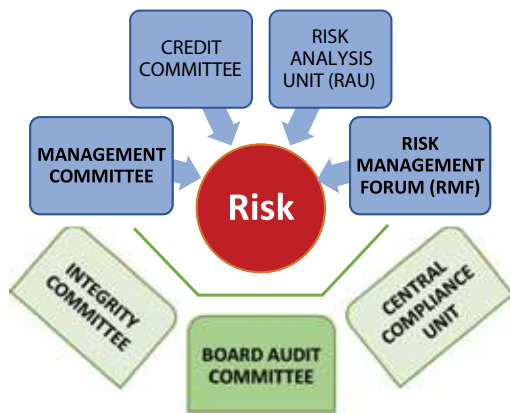 CREDIT
COMMITTEE
RISK
ANALYSIS
UNIT (RAU)
MANAGEMENT
COMMITTEE
Risk
RISK
MANAGEMENT
FORUM (RMF)
INTEGRITY
COMMITTEE
BOARD AUDIT
COMMITTEE
CENTRAL
COMPLIANCE
UNIT